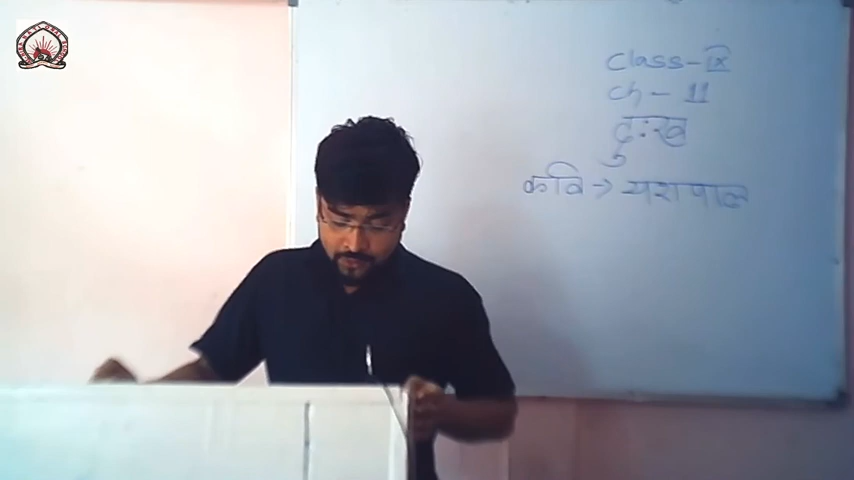 Class-IX
Ch - 11
दुःख
कवि → यशपाल